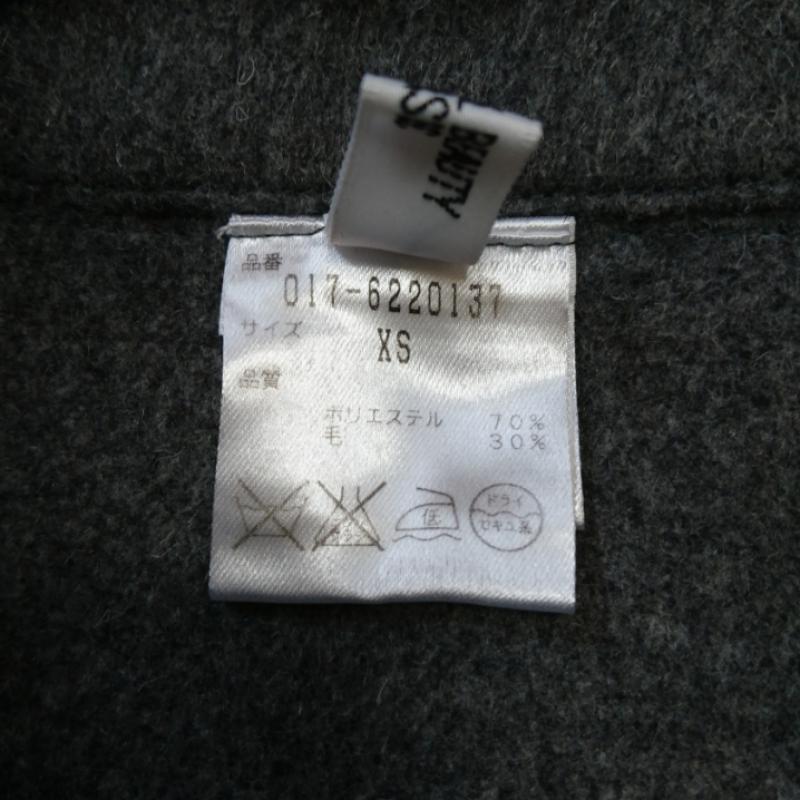 BEAUTY
品番
017-6220137
サイズ
XS
品質
ポリエステル 70%
毛 30%
低
ドライ
セキユ系